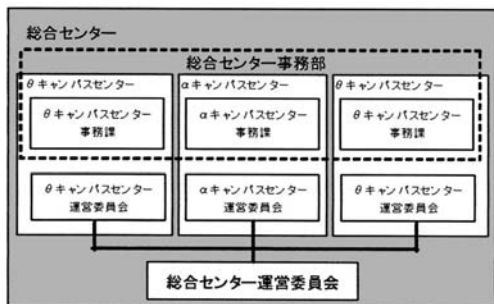 総合センター
総合センター事務部
θキャンパスセンター
αキャンパスセンター
θキャンパスセンター
θキャンパスセンター
事務課
αキャンパスセンター
事務課
θキャンパスセンター
事務課
θキャンパスセンター
運営委員会
αキャンパスセンター
運営委員会
θキャンパスセンター
運営委員会
総合センター運営委員会